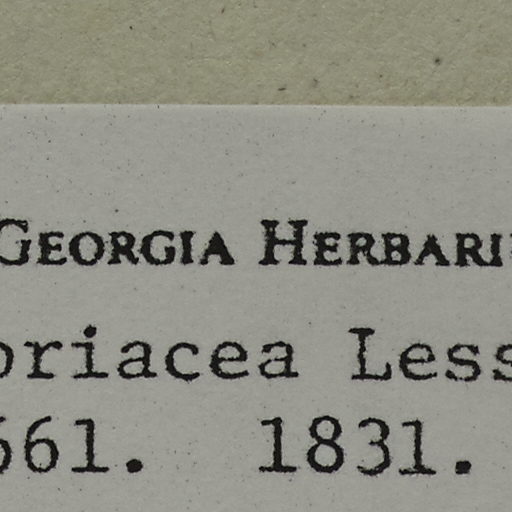 GEORGIA HERBARI
oriacea Less
661. 1831.